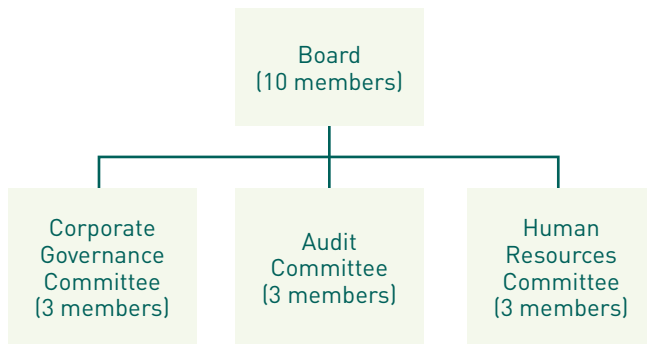 Board
(10 members)
Corporate
Governance
Committee
(3 members)
Audit
Committee
(3 members)
Human
Resources
Committee
(3 members)